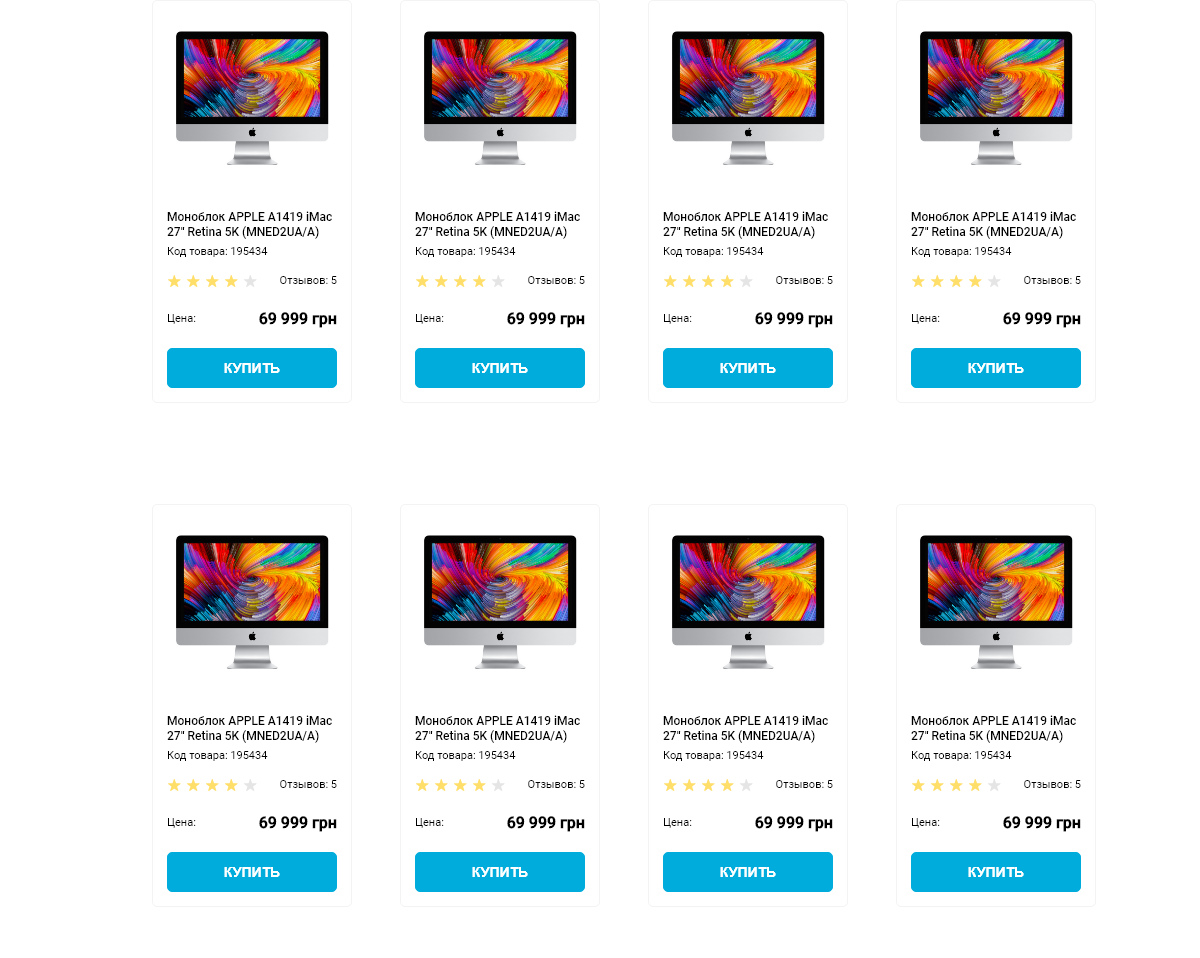 Моноблок APPLE A1419 iMac
27" Retina 5K (MNED2UA/A)
Код товара: 195434
Отзывов: 5
Цена: 69 999 грн
КУПИТЬ
Моноблок APPLE A1419 iMac
27" Retina 5K (MNED2UA/A)
Код товара: 195434
Отзывов: 5
Цена: 69 999 грн
КУПИТЬ
Моноблок APPLE A1419 iMac
27" Retina 5K (MNED2UA/A)
Код товара: 195434
Отзывов: 5
Цена: 69 999 грн
КУПИТЬ
Моноблок APPLE A1419 iMac
27" Retina 5K (MNED2UA/A)
Код товара: 195434
Отзывов: 5
Цена: 69 999 грн
КУПИТЬ
Моноблок APPLE A1419 iMac
27" Retina 5K (MNED2UA/A)
Код товара: 195434
Отзывов: 5
Цена: 69 999 грн
КУПИТЬ
Моноблок APPLE A1419 iMac
27" Retina 5K (MNED2UA/A)
Код товара: 195434
Отзывов: 5
Цена: 69 999 грн
КУПИТЬ
Моноблок APPLE A1419 iMac
27" Retina 5K (MNED2UA/A)
Код товара: 195434
Отзывов: 5
Цена: 69 999 грн
КУПИТЬ
Моноблок APPLE A1419 iMac
27" Retina 5K (MNED2UA/A)
Код товара: 195434
Отзывов: 5
Цена: 69 999 грн
КУПИТЬ